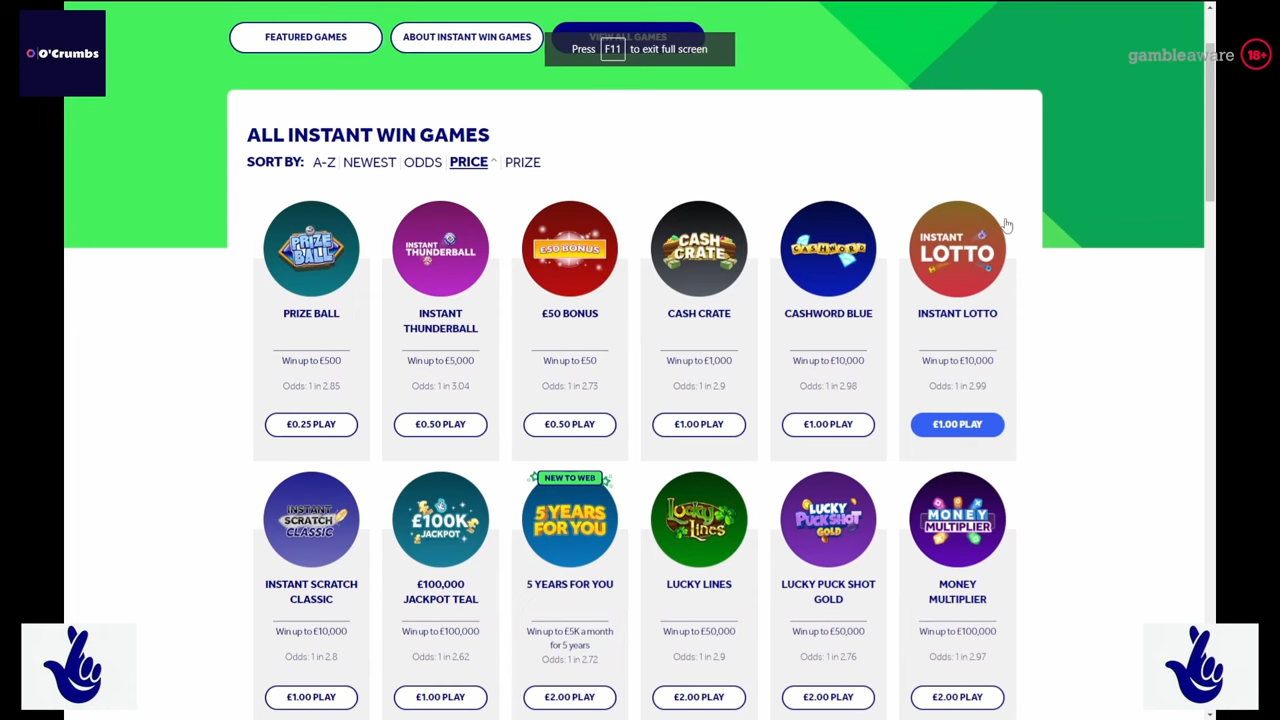 FEATURED GAMES
ABOUT INSTANT WIN GAMES
VIEW ALL GAMES
Press F11 to exit full screen
O'Crumbs
gambleaware 18+
ALL INSTANT WIN GAMES
SORT BY: A-Z NEWEST ODDS PRICE ^ PRIZE
PRIZE BALL
INSTANT THUNDERBALL
£50 BONUS
CASH CRATE
CASHWORD
INSTANT LOTTO
PRIZE BALL
INSTANT THUNDERBALL
£50 BONUS
CASH CRATE
CASHWORD BLUE
INSTANT LOTTO
Win up to £500
Win up to £5,000
Win up to £50
Win up to £1,000
Win up to £10,000
Win up to £10,000
Odds: 1 in 2.85
Odds: 1 in 3.04
Odds: 1 in 2.73
Odds: 1 in 2.9
Odds: 1 in 2.98
Odds: 1 in 2.99
£0.25 PLAY
£0.50 PLAY
£0.50 PLAY
£1.00 PLAY
£1.00 PLAY
£1.00 PLAY
NEW TO WEB
INSTANT SCRATCH CLASSIC
£100K JACKPOT
5 YEARS FOR YOU
Lucky Lines
LUCKY PUCK SHOT GOLD
MONEY MULTIPLIER
INSTANT SCRATCH CLASSIC
£100,000 JACKPOT TEAL
5 YEARS FOR YOU
LUCKY LINES
LUCKY PUCK SHOT GOLD
MONEY MULTIPLIER
Win up to £10,000
Win up to £100,000
Win up to £5K a month for 5 years
Win up to £50,000
Win up to £50,000
Win up to £100,000
Odds: 1 in 2.8
Odds: 1 in 2.62
Odds: 1 in 2.72
Odds: 1 in 2.9
Odds: 1 in 2.76
Odds: 1 in 2.97
£1.00 PLAY
£1.00 PLAY
£2.00 PLAY
£2.00 PLAY
£2.00 PLAY
£2.00 PLAY